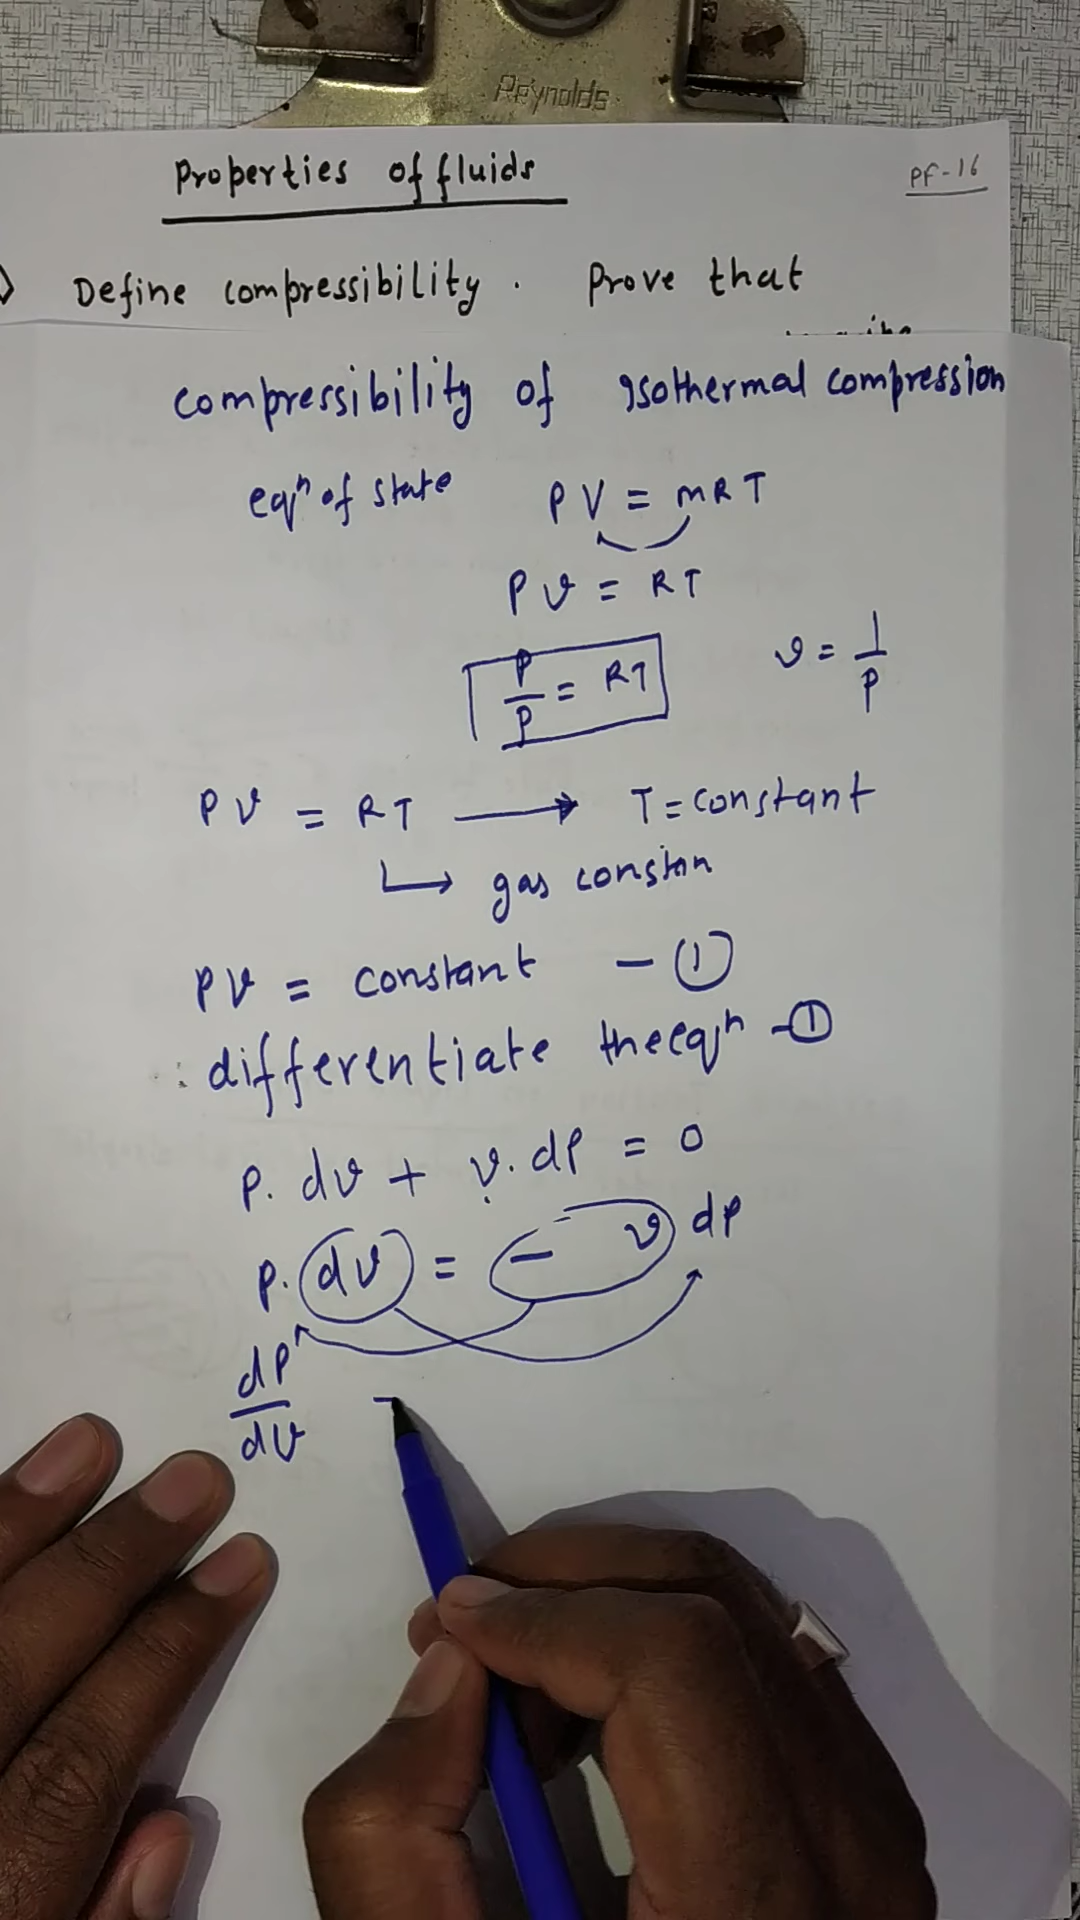 Reynolds
Properties of fluids
PF-16
Define compressibility. Prove that
compressibility of Isothermal compression
eqⁿ of state PV = mRT
Pv = RT
P/ρ = RT v = 1/ρ
Pv = RT → T = constant
↳ gas constan
Pv = constant - ①
: differentiate the eqⁿ - ①
P. dv + v. dP = 0
P. dv = - v dP
dP/dv